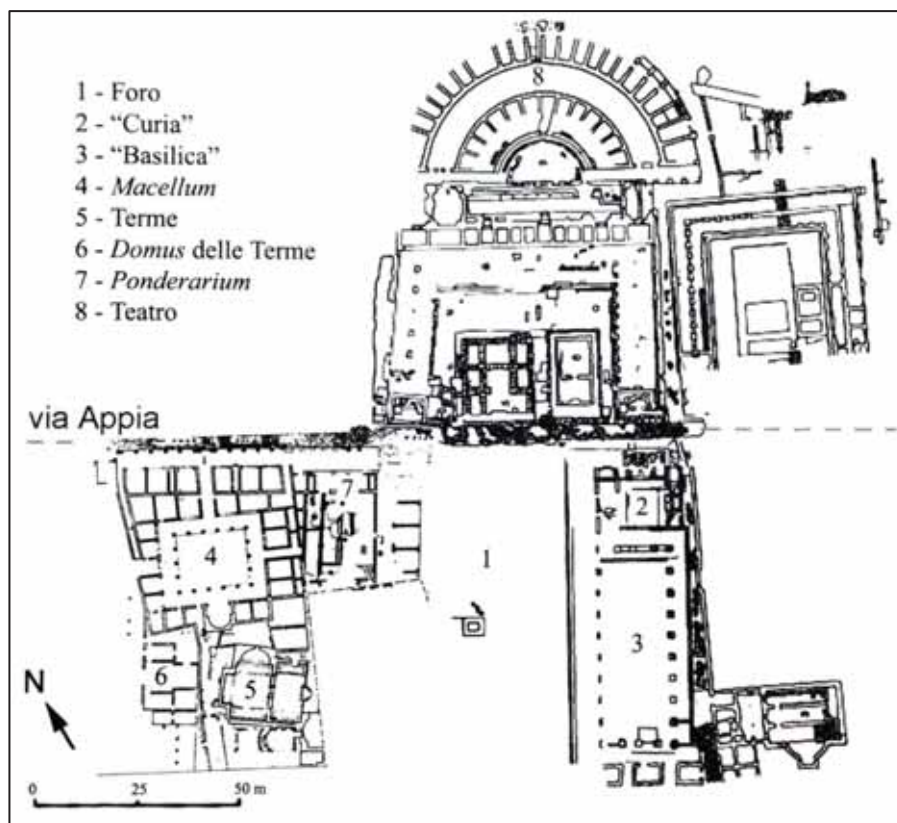 1 - Foro
2 - “Curia”
3 - “Basilica”
4 - Macellum
5 - Terme
6 - Domus delle Terme
7 - Ponderarium
8 - Teatro
8
via Appia
7
2
4
1
3
6
5
N
0 25 50 m